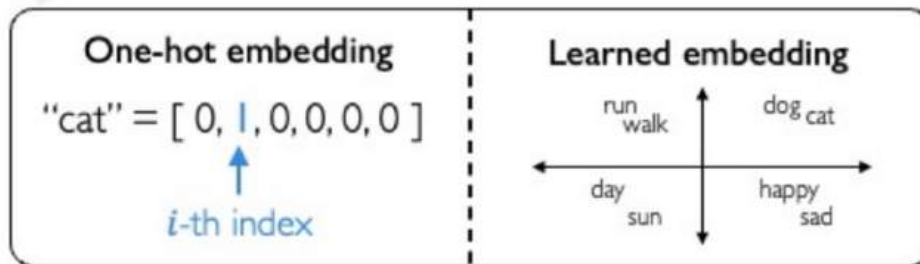 One-hot embedding
“cat” = [ 0, 1, 0, 0, 0, 0 ]
i-th index
Learned embedding
run
walk
dog cat
day
sun
happy
sad